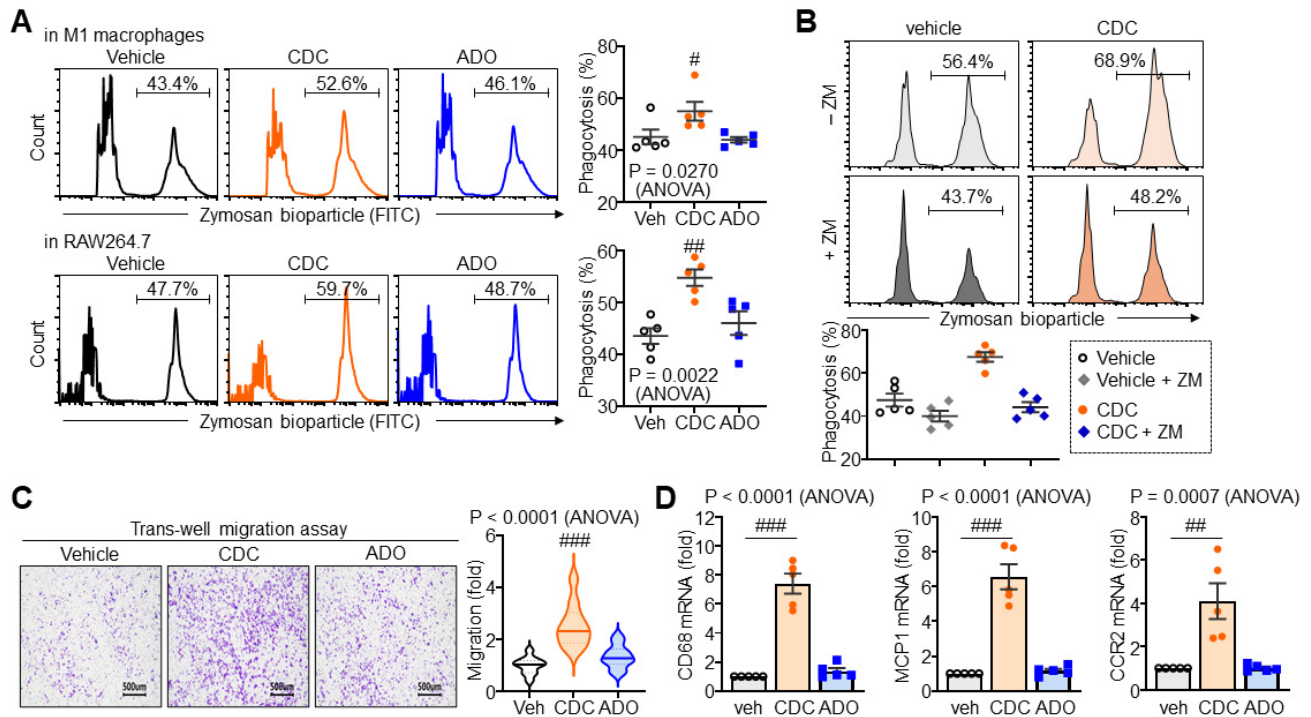 A
in M1 macrophages
Vehicle
CDC
ADO
43.4%
52.6%
46.1%
Count
Zymosan bioparticle (FITC)
Phagocytosis (%)
80
60
40
20
#
P = 0.0270
(ANOVA)
Veh CDC ADO
in RAW264.7
Vehicle
CDC
ADO
47.7%
59.7%
48.7%
Count
Zymosan bioparticle (FITC)
Phagocytosis (%)
60
50
40
30
##
P = 0.0022
(ANOVA)
Veh CDC ADO
B
vehicle
CDC
– ZM
56.4%
68.9%
+ ZM
43.7%
48.2%
Zymosan bioparticle
Phagocytosis (%)
80
60
40
20
Vehicle
Vehicle + ZM
CDC
CDC + ZM
C
Trans-well migration assay
Vehicle
CDC
ADO
500um
500um
500um
P < 0.0001 (ANOVA)
###
Migration (fold)
6
4
2
0
Veh CDC ADO
D
P < 0.0001 (ANOVA)
###
CD68 mRNA (fold)
12
10
8
6
4
2
0
veh CDC ADO
P < 0.0001 (ANOVA)
###
MCP1 mRNA (fold)
10
8
6
4
2
0
veh CDC ADO
P = 0.0007 (ANOVA)
##
CCR2 mRNA (fold)
8
6
4
2
0
veh CDC ADO